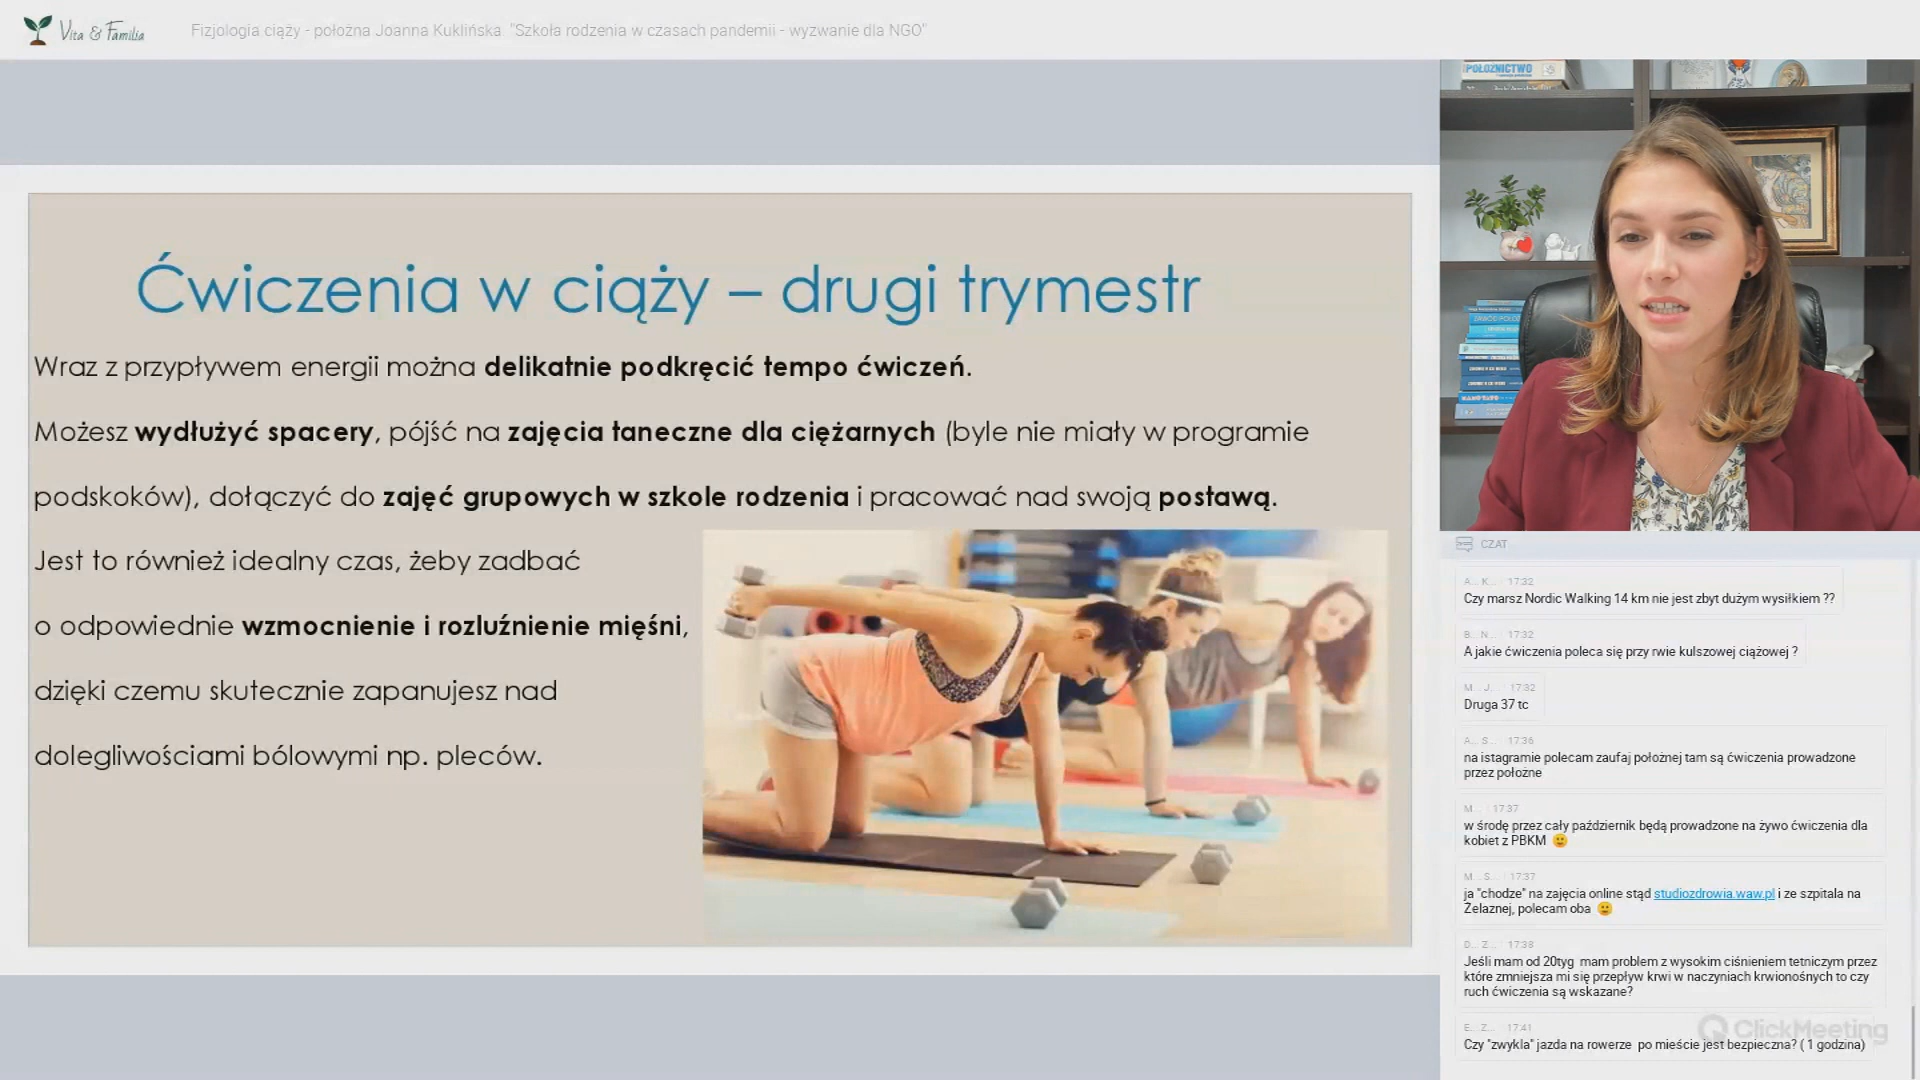 Vita & Familia
Fizjologia ciąży - położna Joanna Kuklińska. "Szkoła rodzenia w czasach pandemii - wyzwanie dla NGO"
POŁOŻNICTWO
Ćwiczenia w ciąży – drugi trymestr
Wraz z przypływem energii można delikatnie podkręcić tempo ćwiczeń.
Możesz wydłużyć spacery, pójść na zajęcia taneczne dla ciężarnych (byle nie miały w programie
podskoków), dołączyć do zajęć grupowych w szkole rodzenia i pracować nad swoją postawą.
Jest to również idealny czas, żeby zadbać
o odpowiednie wzmocnienie i rozluźnienie mięśni,
dzięki czemu skutecznie zapanujesz nad
dolegliwościami bólowymi np. pleców.
CZAT
A... K... 17:32
Czy marsz Nordic Walking 14 km nie jest zbyt dużym wysiłkiem ??
B... N... 17:32
A jakie ćwiczenia poleca się przy rwie kulszowej ciążowej ?
M... J... 17:32
Druga 37 tc
A... S... 17:36
na istagramie polecam zaufaj położnej tam są ćwiczenia prowadzone
przez położne
M... 17:37
w środę przez cały październik będą prowadzone na żywo ćwiczenia dla
kobiet z PBKM
M... S... 17:37
ja "chodze" na zajęcia online stąd studiozdrowia.waw.pl i ze szpitala na
Żelaznej, polecam oba
D... Z... 17:38
Jeśli mam od 20tyg mam problem z wysokim ciśnieniem tetniczym przez
które zmniejsza mi się przepływ krwi w naczyniach krwionośnych to czy
ruch ćwiczenia są wskazane?
E... Z... 17:41
Czy "zwykla" jazda na rowerze po mieście jest bezpieczna? ( 1 godzina)
ClickMeeting